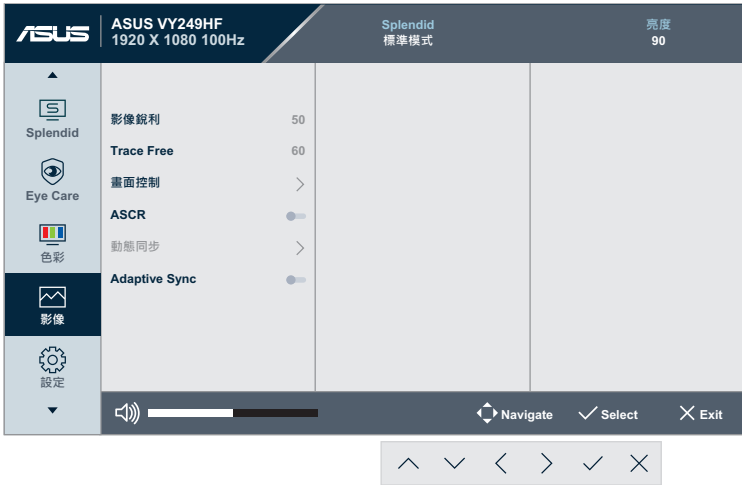 ASUS
ASUS VY249HF
1920 X 1080 100Hz
Splendid
標準模式
亮度
90
Splendid
Eye Care
色彩
影像
設定
影像銳利 50
Trace Free 60
畫面控制
ASCR
動態同步
Adaptive Sync
Navigate
Select
Exit